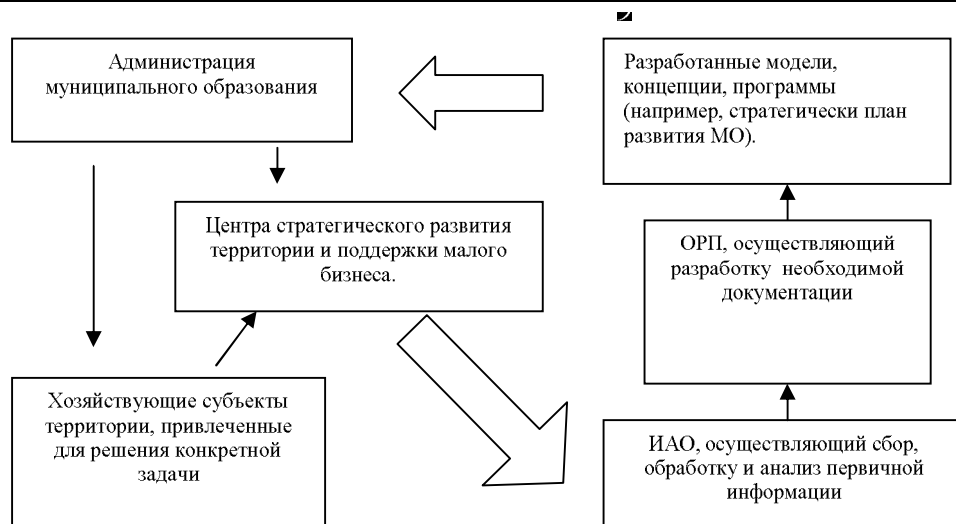 Администрация
муниципального образования
Разработанные модели,
концепции, программы
(например, стратегически план
развития МО).
Центра стратегического развития
территории и поддержки малого
бизнеса.
ОРП, осуществляющий
разработку необходимой
документации
Хозяйствующие субъекты
территории, привлеченные
для решения конкретной
задачи
ИАО, осуществляющий сбор,
обработку и анализ первичной
информации